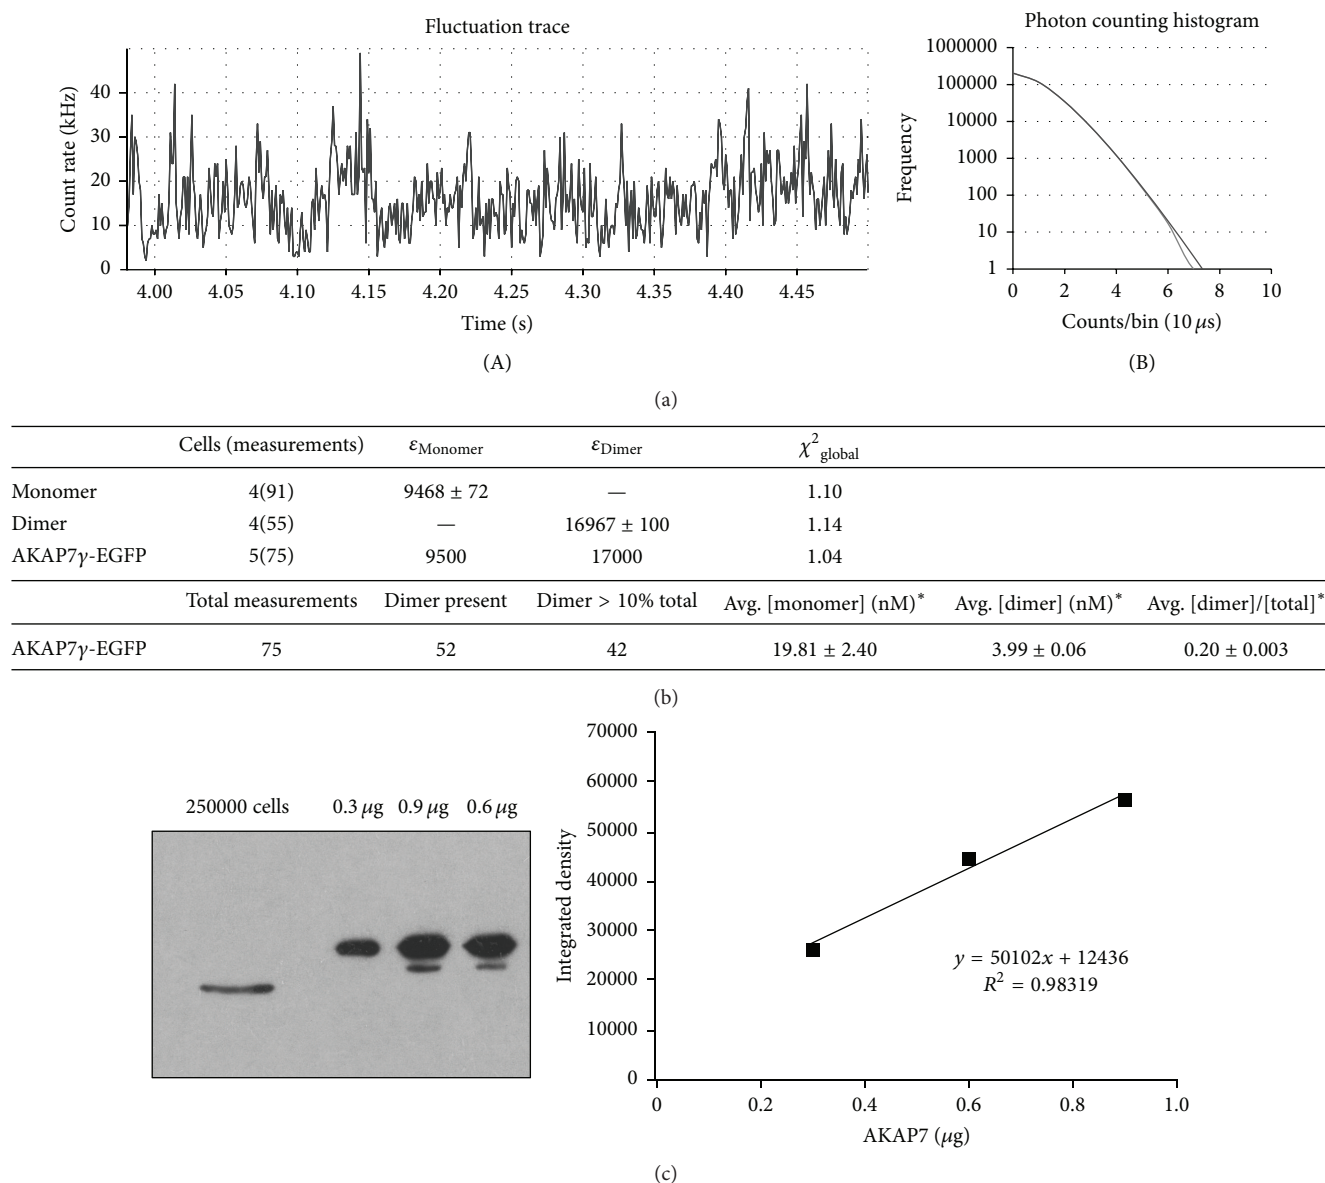 Fluctuation trace
Count rate (kHz)
40
30
20
10
0
4.00 4.05 4.10 4.15 4.20 4.25 4.30 4.35 4.40 4.45
Time (s)
(A)
Photon counting histogram
Frequency
1000000
100000
10000
1000
100
10
1
0 2 4 6 8 10
Counts/bin (10 μs)
(B)
(a)
Cells (measurements) εMonomer εDimer χ²global
Monomer 4(91) 9468 ± 72 — 1.10
Dimer 4(55) — 16967 ± 100 1.14
AKAP7γ-EGFP 5(75) 9500 17000 1.04
Total measurements Dimer present Dimer > 10% total Avg. [monomer] (nM)* Avg. [dimer] (nM)* Avg. [dimer]/[total]*
AKAP7γ-EGFP 75 52 42 19.81 ± 2.40 3.99 ± 0.06 0.20 ± 0.003
(b)
250000 cells 0.3 μg 0.9 μg 0.6 μg
Integrated density
70000
60000
50000
40000
30000
20000
10000
0
y = 50102x + 12436
R² = 0.98319
0 0.2 0.4 0.6 0.8 1.0
AKAP7 (μg)
(c)